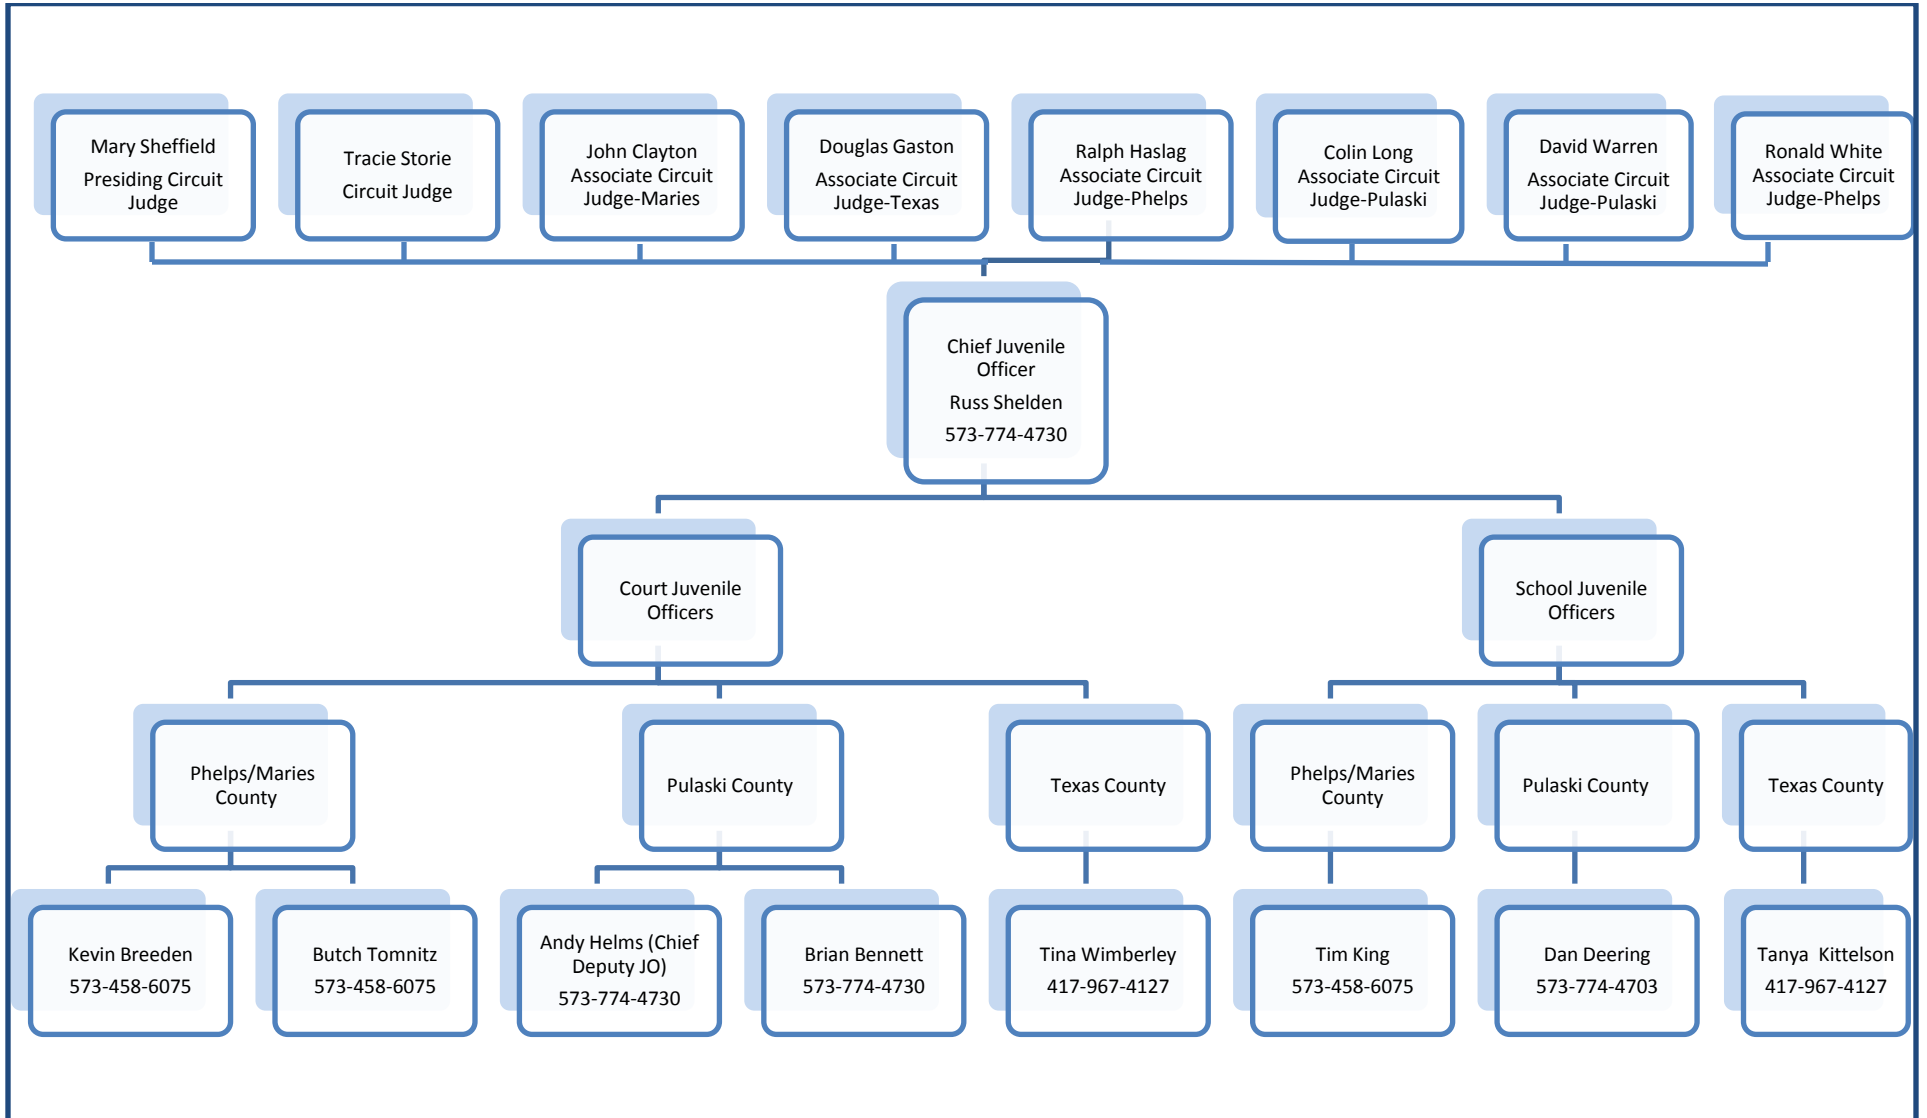 Mary Sheffield
Presiding Circuit
Judge
Tracie Storie
Circuit Judge
John Clayton
Associate Circuit
Judge-Maries
Douglas Gaston
Associate Circuit
Judge-Texas
Ralph Haslag
Associate Circuit
Judge-Phelps
Colin Long
Associate Circuit
Judge-Pulaski
David Warren
Associate Circuit
Judge-Pulaski
Ronald White
Associate Circuit
Judge-Phelps
Chief Juvenile
Officer
Russ Shelden
573-774-4730
Court Juvenile
Officers
School Juvenile
Officers
Phelps/Maries
County
Pulaski County
Texas County
Phelps/Maries
County
Pulaski County
Texas County
Kevin Breeden
573-458-6075
Butch Tomnitz
573-458-6075
Andy Helms (Chief
Deputy JO)
573-774-4730
Brian Bennett
573-774-4730
Tina Wimberley
417-967-4127
Tim King
573-458-6075
Dan Deering
573-774-4703
Tanya  Kittelson
417-967-4127